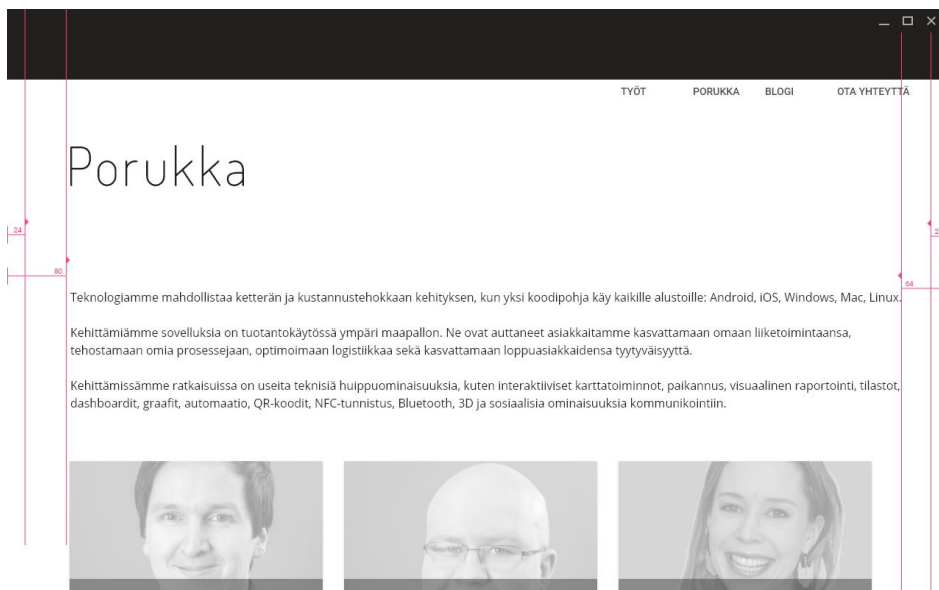 TYÖT PORUKKA BLOGI OTA YHTEYTTÄ
Porukka
24
80
64
Teknologiamme mahdollistaa ketterän ja kustannustehokkaan kehityksen, kun yksi koodipohja käy kaikille alustoille: Android, iOS, Windows, Mac, Linux.
Kehittämiämme sovelluksia on tuotantokäytössä ympäri maapallon. Ne ovat auttaneet asiakkaitamme kasvattamaan omaan liiketoimintaansa,
tehostamaan omia prosessejaan, optimoimaan logistiikkaa sekä kasvattamaan loppuasiakkaidensa tyytyväisyyttä.
Kehittämissämme ratkaisuissa on useita teknisiä huippuominaisuuksia, kuten interaktiiviset karttatoiminnot, paikannus, visuaalinen raportointi, tilastot,
dashboardit, graafit, automaatio, QR-koodit, NFC-tunnistus, Bluetooth, 3D ja sosiaalisia ominaisuuksia kommunikointiin.